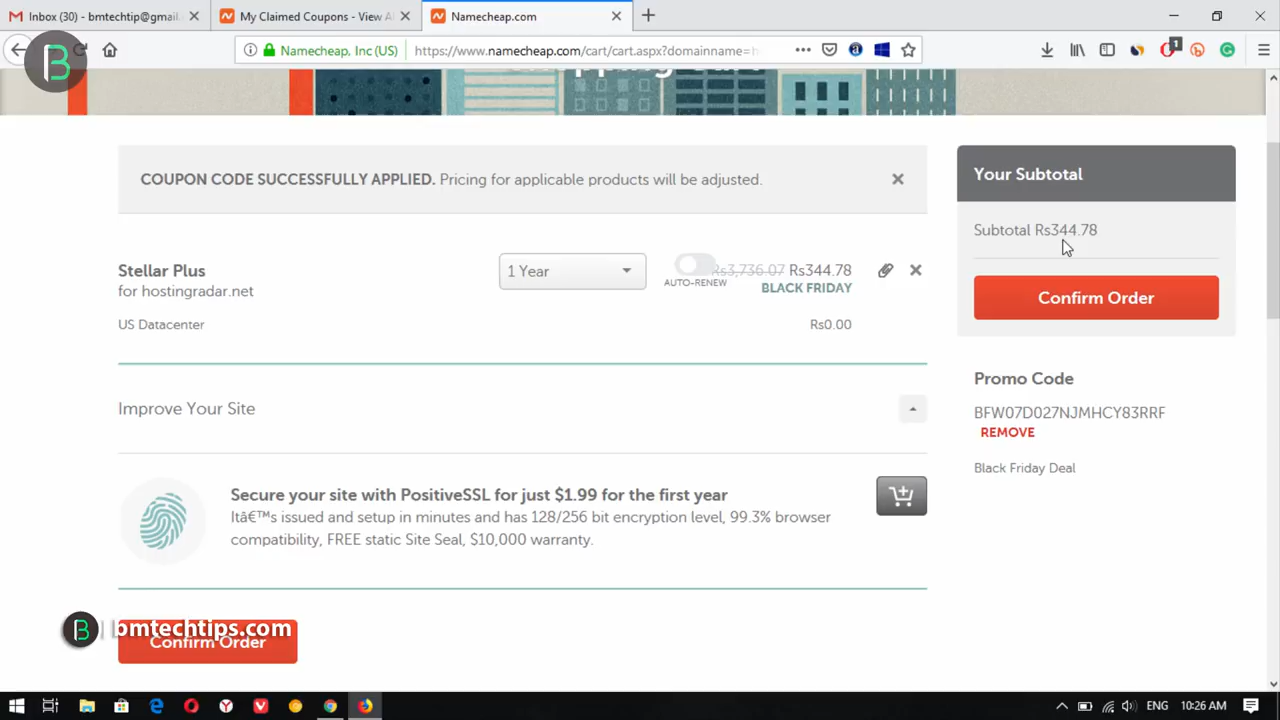 Inbox (30) - bmtechtip@gmail.
My Claimed Coupons - View A
Namecheap.com
Namecheap, Inc (US)
https://www.namecheap.com/cart/cart.aspx?domainname=h
1
COUPON CODE SUCCESSFULLY APPLIED. Pricing for applicable products will be adjusted.
Your Subtotal
Subtotal Rs344.78
Confirm Order
Stellar Plus
for hostingradar.net
1 Year
AUTO-RENEW
Rs3,736.07 Rs344.78
BLACK FRIDAY
US Datacenter
Rs0.00
Promo Code
BFW07D027NJMHCY83RRF
REMOVE
Black Friday Deal
Improve Your Site
Secure your site with PositiveSSL for just $1.99 for the first year
Itâ€™s issued and setup in minutes and has 128/256 bit encryption level, 99.3% browser
compatibility, FREE static Site Seal, $10,000 warranty.
bmtechtips.com
Confirm Order
ENG
10:26 AM